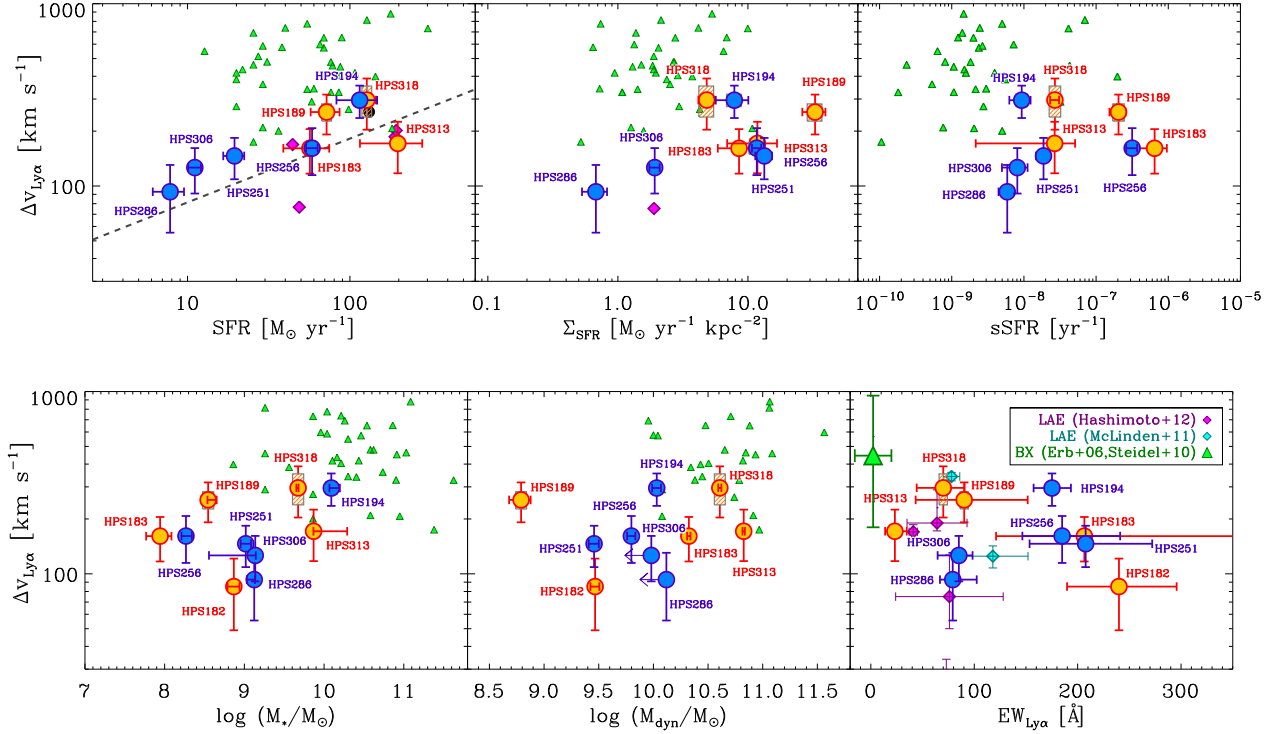 1000
100
Δv_Lyα [km s⁻¹]
HPS194
HPS318
HPS189
HPS306
HPS313
HPS256
HPS183
HPS251
HPS286
10
100
SFR [M⊙ yr⁻¹]
HPS318
HPS194
HPS189
HPS306
HPS183
HPS313
HPS256
HPS286
HPS251
0.1
1.0
10.0
Σ_SFR [M⊙ yr⁻¹ kpc⁻²]
HPS318
HPS194
HPS189
HPS313
HPS183
HPS306
HPS286
HPS251
HPS256
10⁻¹⁰
10⁻⁹
10⁻⁸
10⁻⁷
10⁻⁶
10⁻⁵
sSFR [yr⁻¹]
1000
100
Δv_Lyα [km s⁻¹]
HPS318
HPS189
HPS194
HPS183
HPS251
HPS306
HPS313
HPS256
HPS286
HPS182
7
8
9
10
11
log (M*/M⊙)
HPS194
HPS318
HPS189
HPS256
HPS306
HPS251
HPS183
HPS313
HPS182
HPS286
8.5
9.0
9.5
10.0
10.5
11.0
11.5
log (M_dyn/M⊙)
LAE (Hashimoto+12)
LAE (McLinden+11)
BX (Erb+06,Steidel+10)
HPS318
HPS189
HPS194
HPS313
HPS256
HPS183
HPS306
HPS251
HPS286
HPS182
0
100
200
300
EW_Lyα [Å]